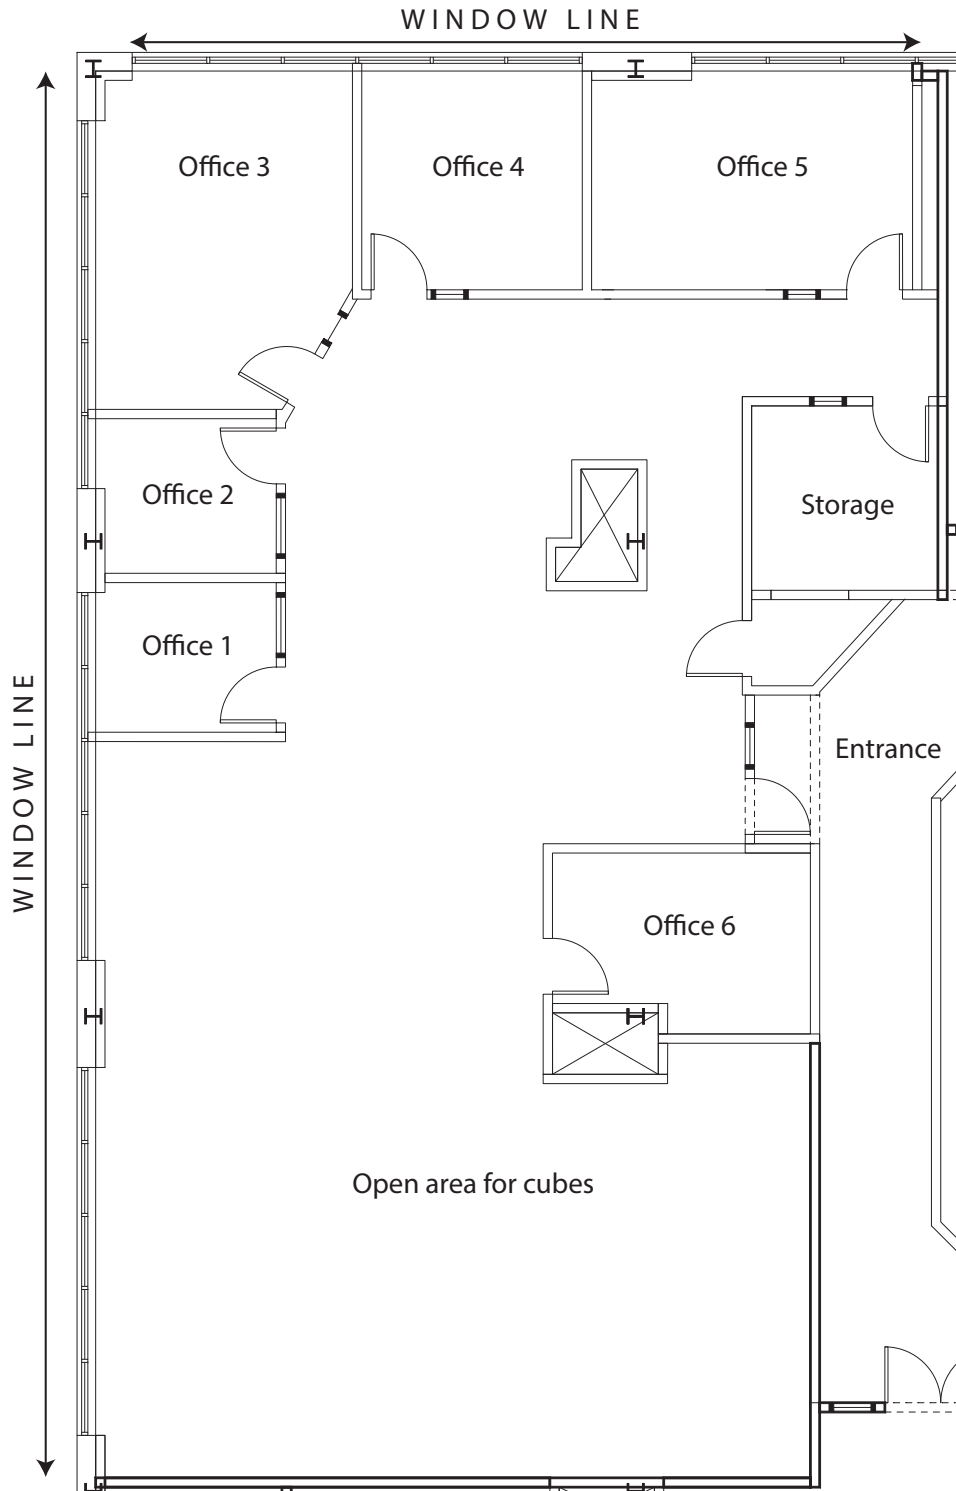 WINDOW LINE
Office 3
Office 4
Office 5
Office 2
Storage
Office 1
WINDOW LINE
Entrance
Office 6
Open area for cubes